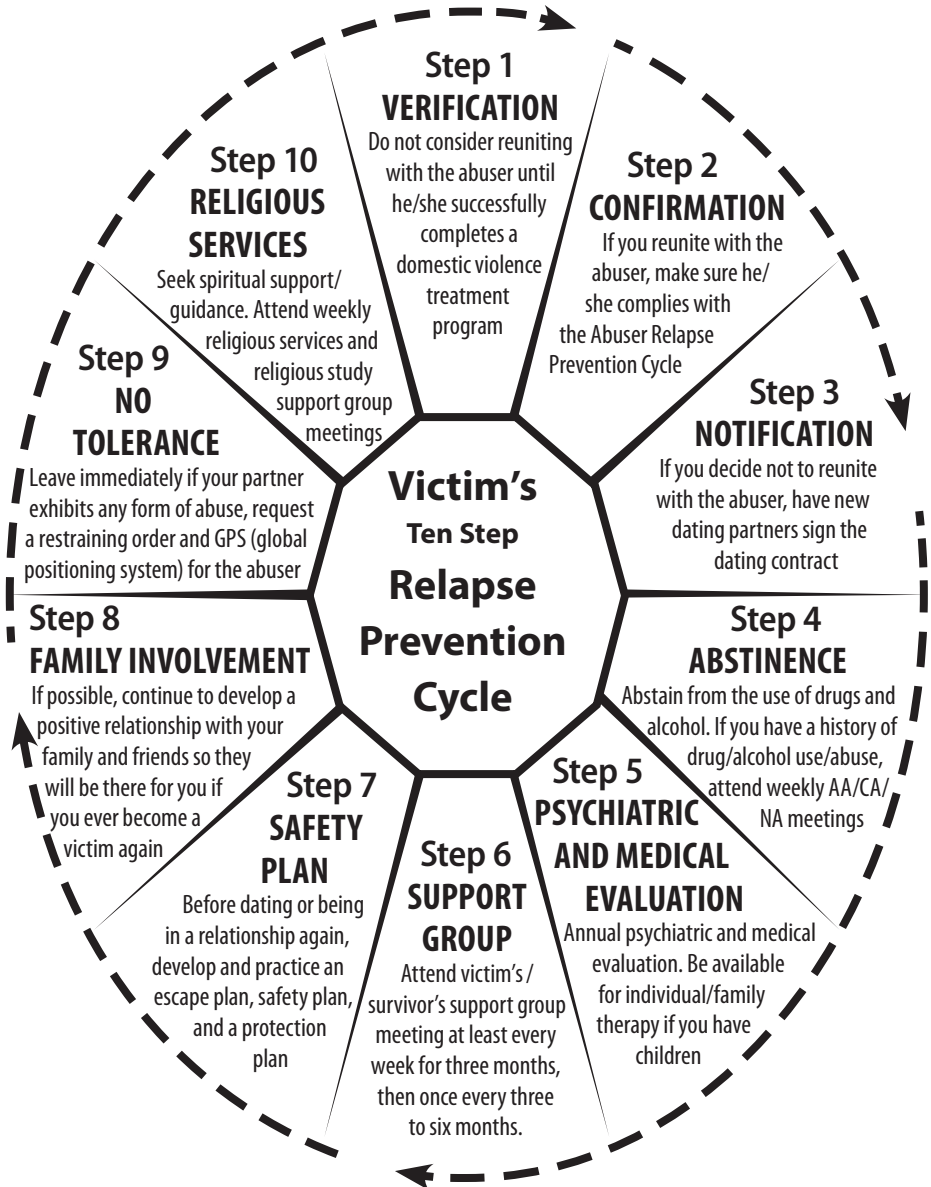 Victim's
Ten Step
Relapse
Prevention
Cycle
Step 1
VERIFICATION
Do not consider reuniting
with the abuser until
he/she successfully
completes a
domestic violence
treatment
program
Step 2
CONFIRMATION
If you reunite with the
abuser, make sure he/
she complies with
the Abuser Relapse
Prevention Cycle
Step 3
NOTIFICATION
If you decide not to reunite
with the abuser, have new
dating partners sign the
dating contract
Step 4
ABSTINENCE
Abstain from the use of drugs and
alcohol. If you have a history of
drug/alcohol use/abuse,
attend weekly AA/CA/
NA meetings
Step 5
PSYCHIATRIC
AND MEDICAL
EVALUATION
Annual psychiatric and medical
evaluation. Be available
for individual/family
therapy if you have
children
Step 6
SUPPORT
GROUP
Attend victim's /
survivor's support group
meeting at least every
week for three months,
then once every three
to six months.
Step 7
SAFETY
PLAN
Before dating or being
in a relationship again,
develop and practice an
escape plan, safety plan,
and a protection
plan
Step 8
FAMILY INVOLVEMENT
If possible, continue to develop a
positive relationship with your
family and friends so they
will be there for you if
you ever become a
victim again
Step 9
NO
TOLERANCE
Leave immediately if your partner
exhibits any form of abuse, request
a restraining order and GPS (global
positioning system) for the abuser
Step 10
RELIGIOUS
SERVICES
Seek spiritual support/
guidance. Attend weekly
religious services and
religious study
support group
meetings